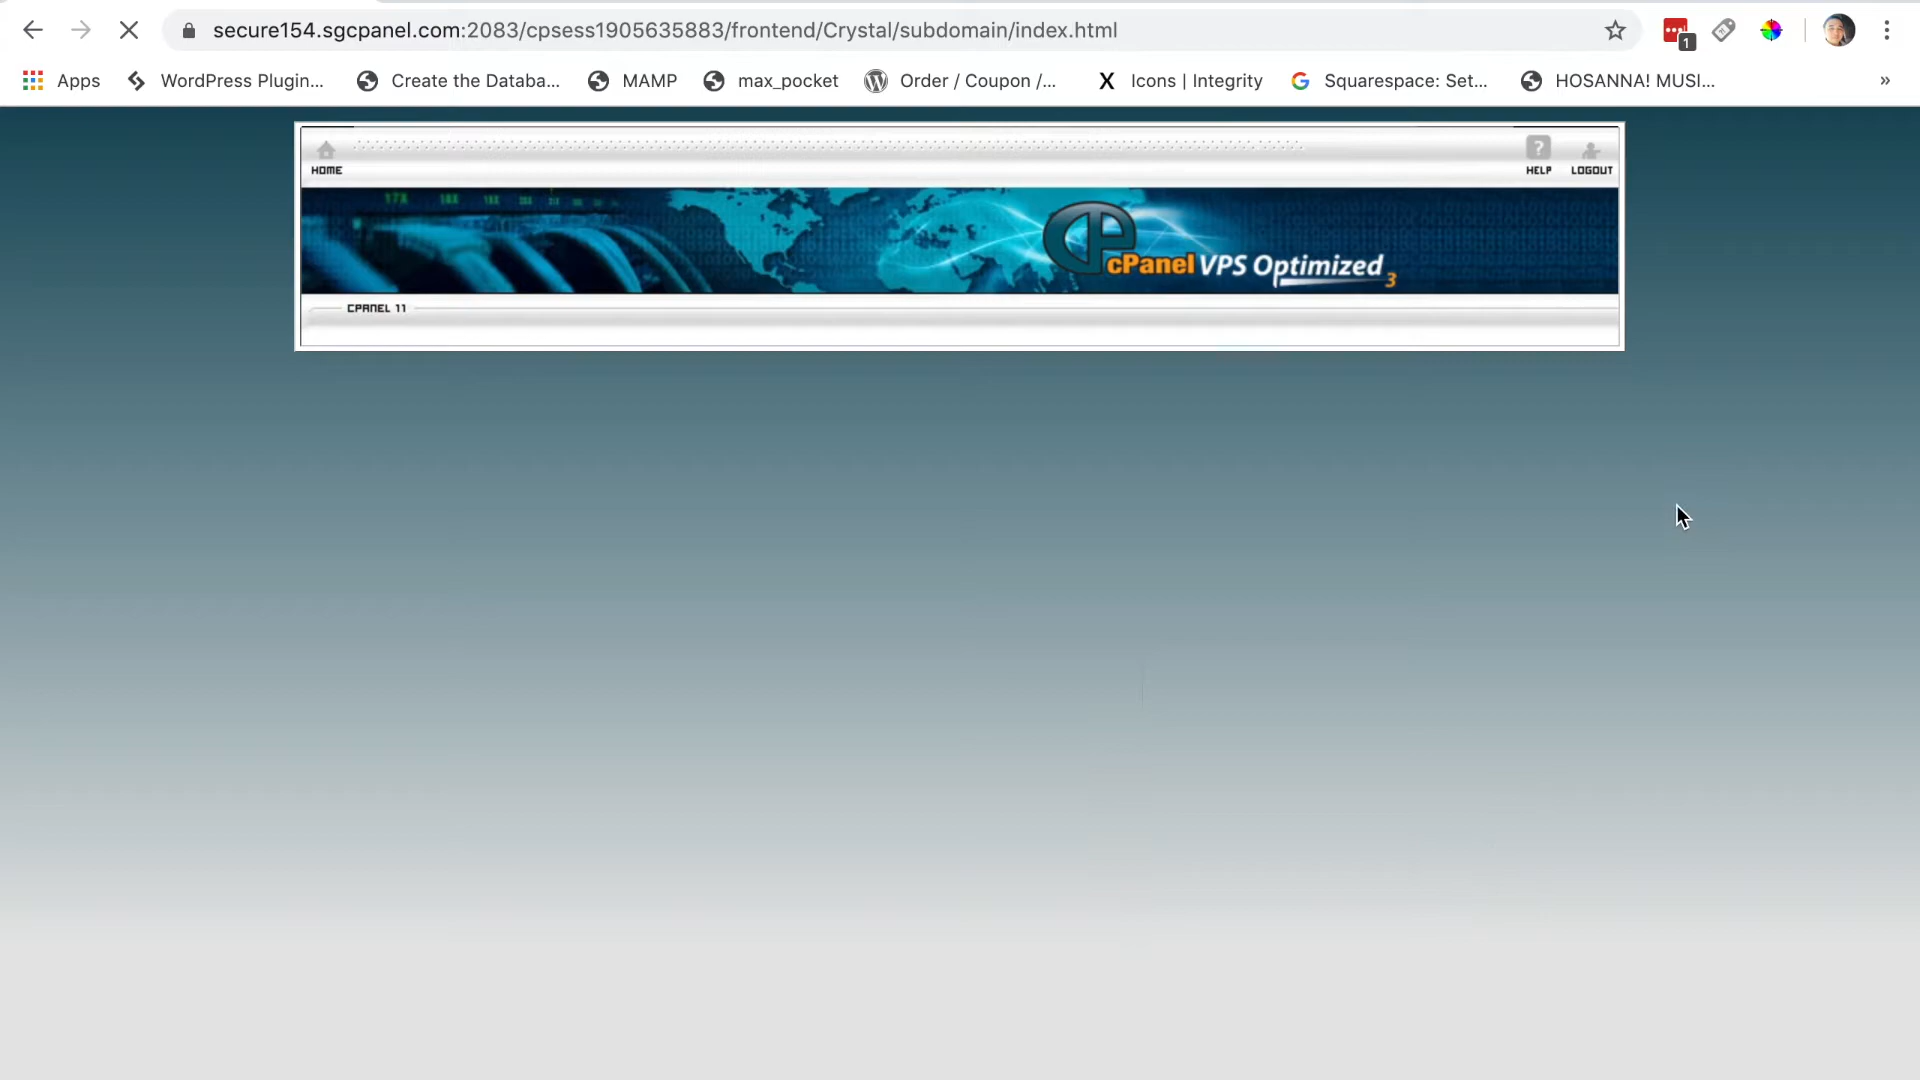 secure154.sgcpanel.com:2083/cpsess1905635883/frontend/Crystal/subdomain/index.html
1
Apps
WordPress Plugin...
Create the Databa...
MAMP
max_pocket
Order / Coupon /...
Icons | Integrity
Squarespace: Set...
HOSANNA! MUSI...
»
HOME
?
HELP
LOGOUT
cPanel VPS Optimized 3
CPANEL 11